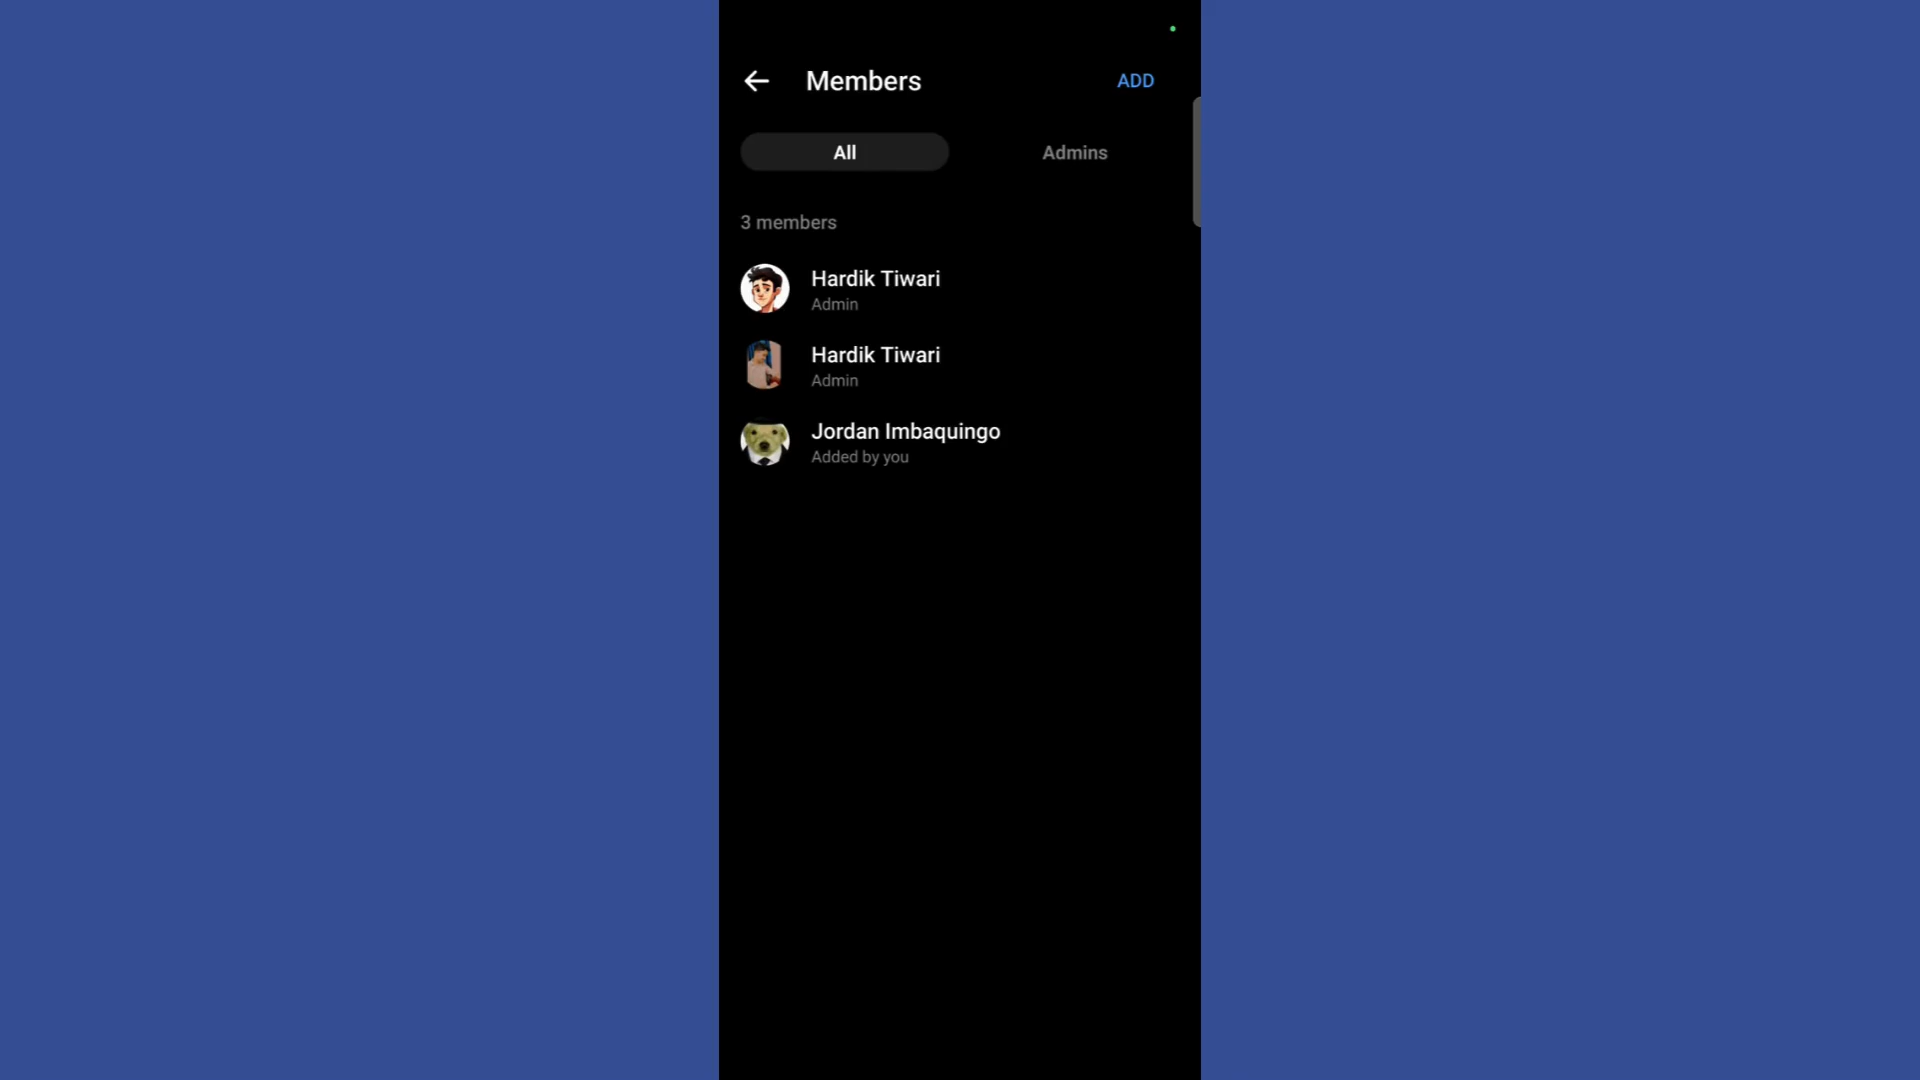 Members
ADD
All
Admins
3 members
Hardik Tiwari
Admin
Hardik Tiwari
Admin
Jordan Imbaquingo
Added by you